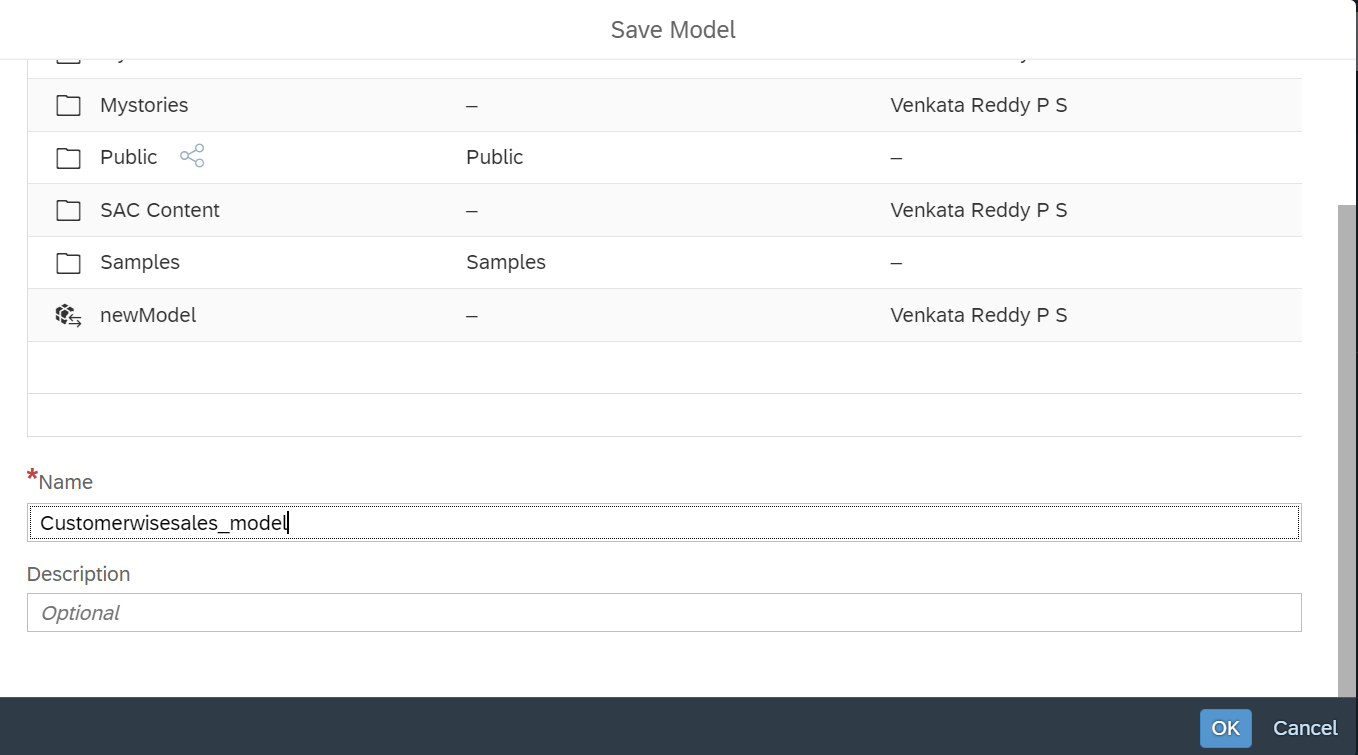 Save Model
Mystories – Venkata Reddy P S
Public Public –
SAC Content – Venkata Reddy P S
Samples Samples –
newModel – Venkata Reddy P S
*Name
Customerwisesales_model
Description
Optional
OK Cancel